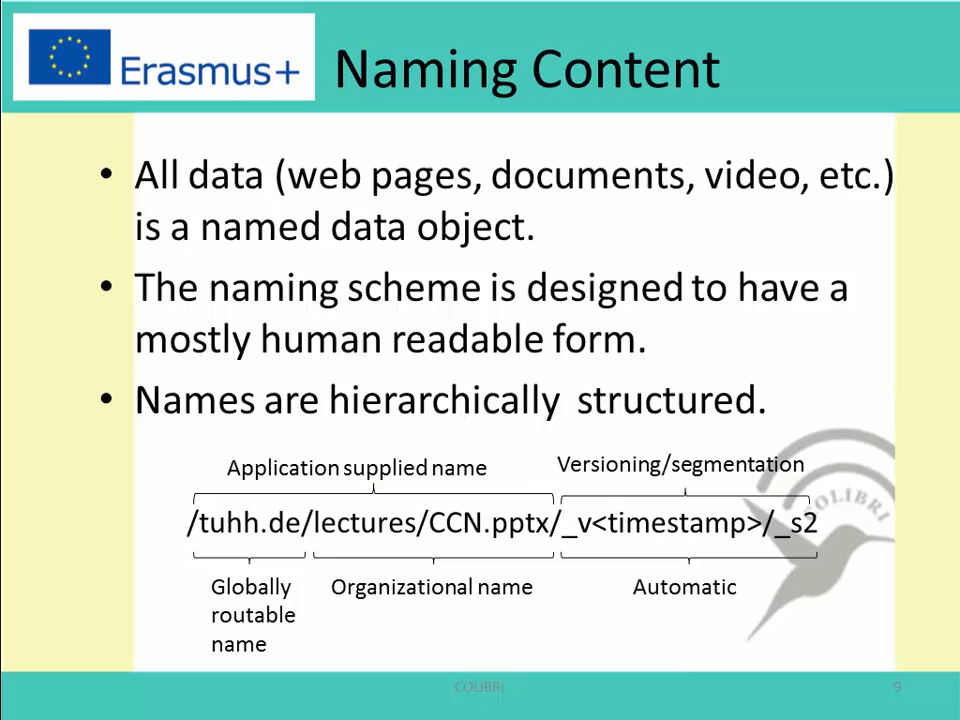 Erasmus+
Naming Content
• All data (web pages, documents, video, etc.)
is a named data object.
• The naming scheme is designed to have a
mostly human readable form.
• Names are hierarchically structured.
Application supplied name
Versioning/segmentation
COLIBRI
/tuhh.de/lectures/CCN.pptx/_v<timestamp>/_s2
Globally
routable
name
Organizational name
Automatic
COLIBRI
9